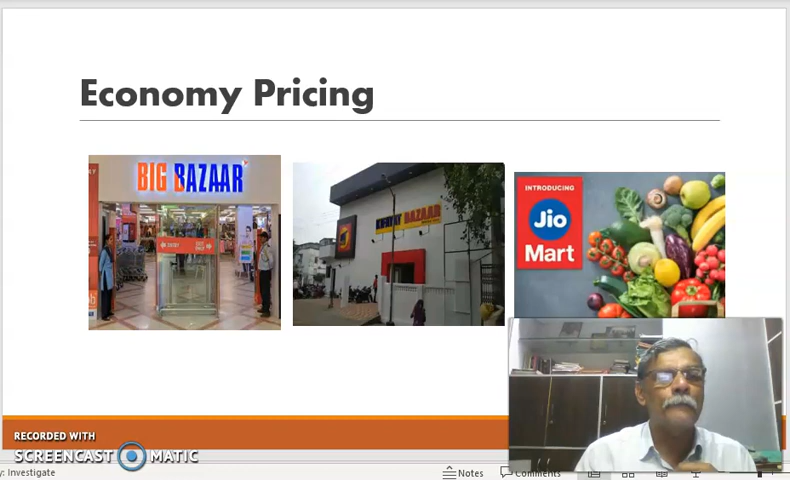 Economy Pricing
BIG BAZAAR
BAZAAR
INTRODUCING
Jio
Mart
RECORDED WITH
SCREENCAST MATIC
y: Investigate
Notes
Comments